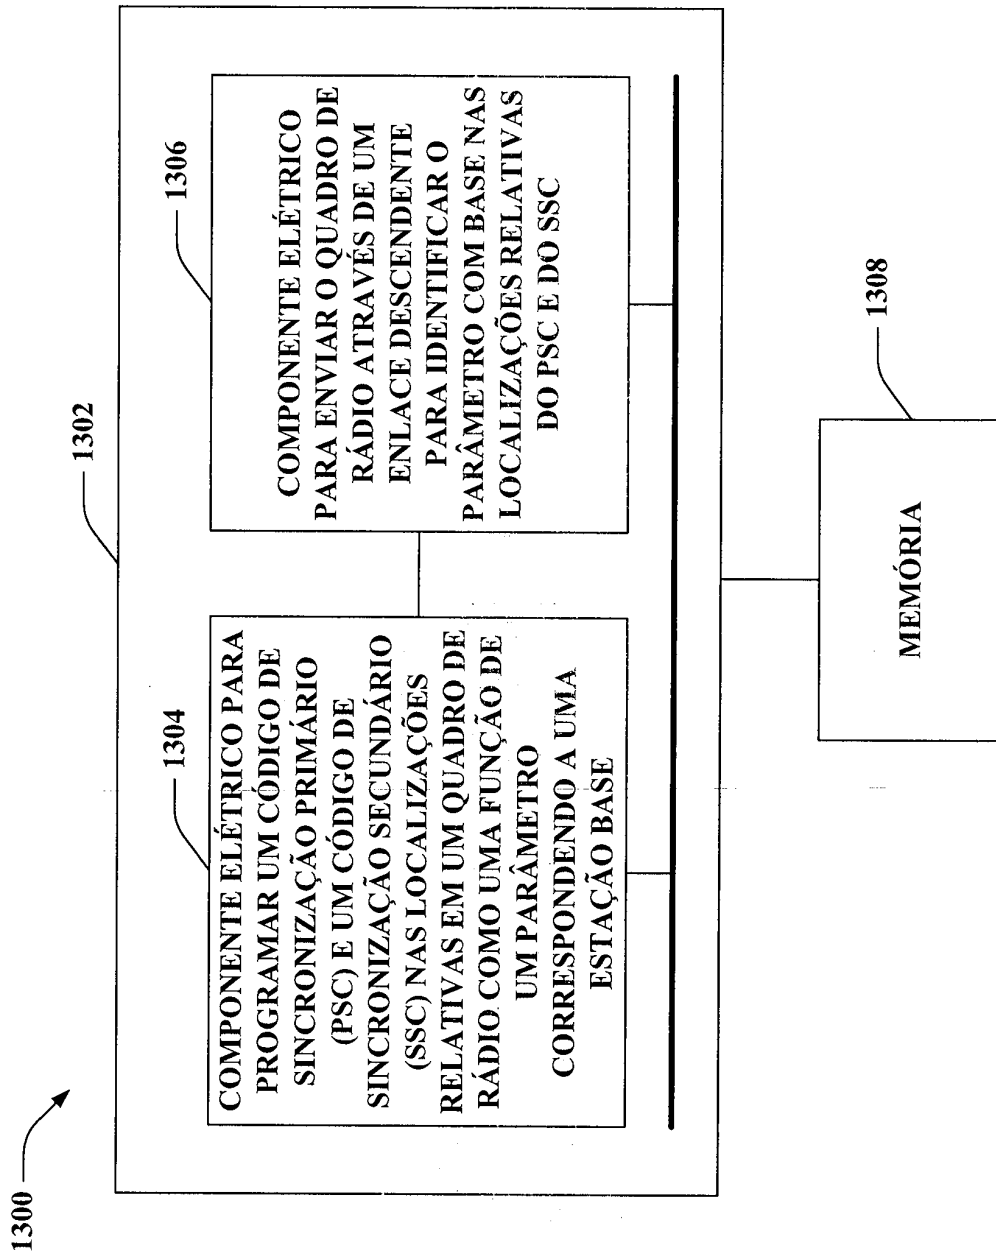 1300
1302
1304
COMPONENTE ELÉTRICO PARA
PROGRAMAR UM CÓDIGO DE
SINCRONIZAÇÃO PRIMÁRIO
(PSC) E UM CÓDIGO DE
SINCRONIZAÇÃO SECUNDÁRIO
(SSC) NAS LOCALIZAÇÕES
RELATIVAS EM UM QUADRO DE
RÁDIO COMO UMA FUNÇÃO DE
UM PARÂMETRO
CORRESPONDENDO A UMA
ESTAÇÃO BASE
1306
COMPONENTE ELÉTRICO
PARA ENVIAR O QUADRO DE
RÁDIO ATRAVÉS DE UM
ENLACE DESCENDENTE
PARA IDENTIFICAR O
PARÂMETRO COM BASE NAS
LOCALIZAÇÕES RELATIVAS
DO PSC E DO SSC
1308
MEMÓRIA